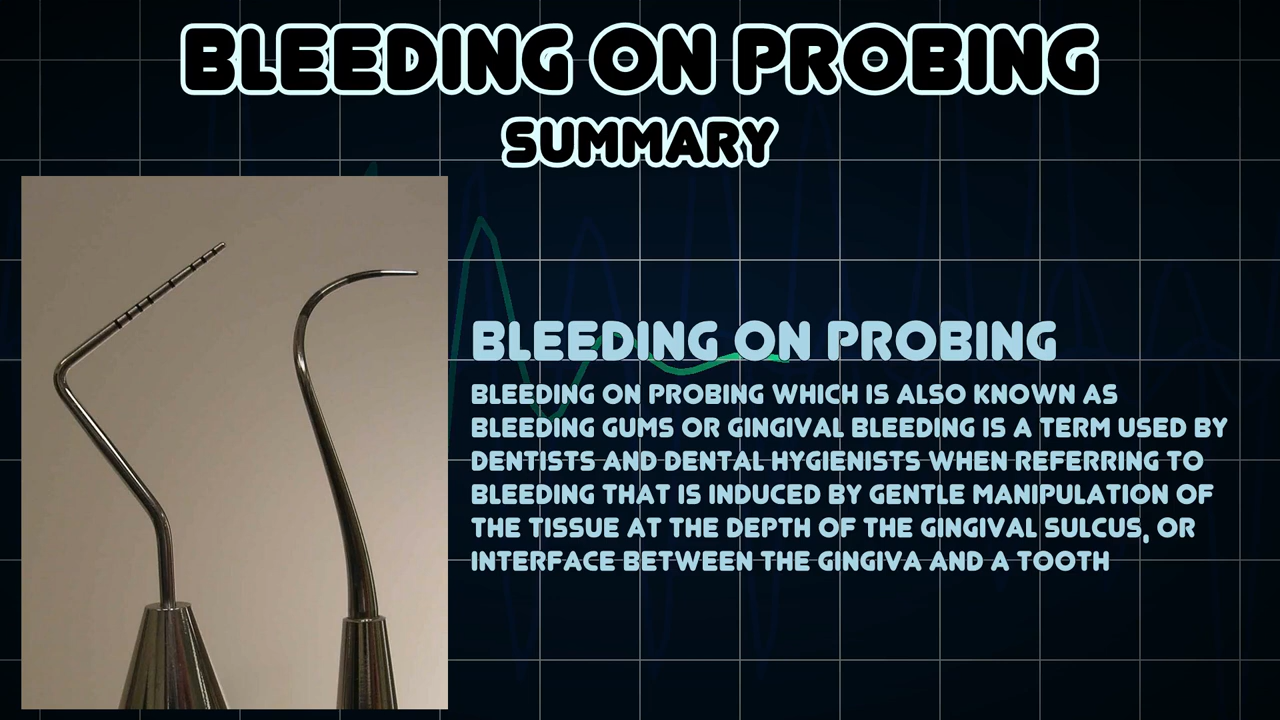 BLEEDING ON PROBING
SUMMARY
BLEEDING ON PROBING
BLEEDING ON PROBING WHICH IS ALSO KNOWN AS
BLEEDING GUMS OR GINGIVAL BLEEDING IS A TERM USED BY
DENTISTS AND DENTAL HYGIENISTS WHEN REFERRING TO
BLEEDING THAT IS INDUCED BY GENTLE MANIPULATION OF
THE TISSUE AT THE DEPTH OF THE GINGIVAL SULCUS, OR
INTERFACE BETWEEN THE GINGIVA AND A TOOTH